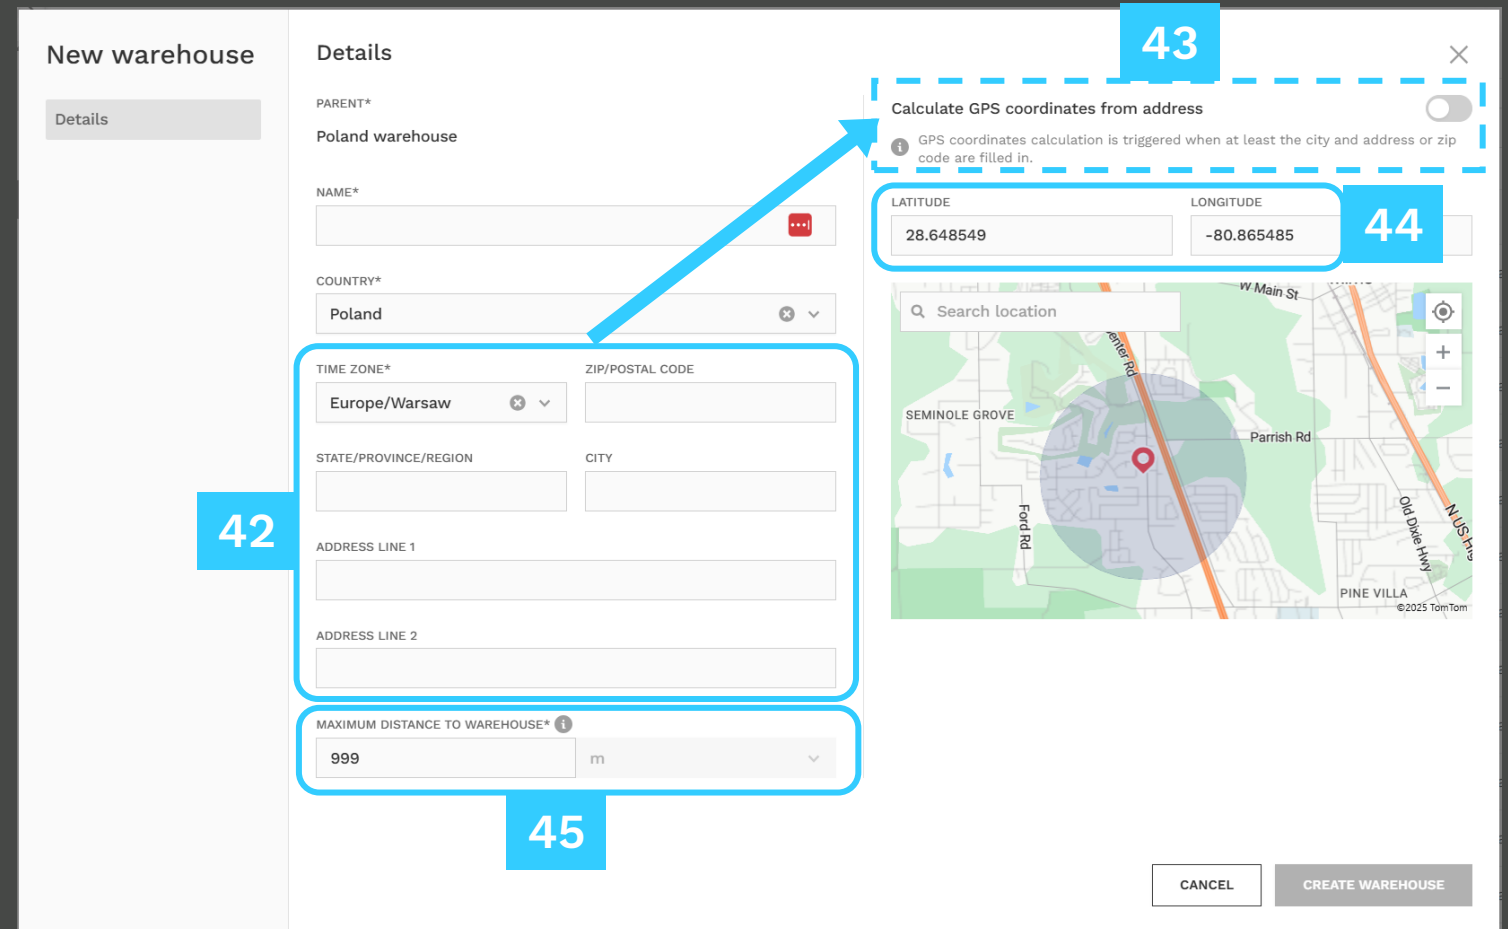 New warehouse
Details
Details
PARENT*
Poland warehouse
NAME*
COUNTRY*
Poland
TIME ZONE*
ZIP/POSTAL CODE
Europe/Warsaw
STATE/PROVINCE/REGION
CITY
42
ADDRESS LINE 1
ADDRESS LINE 2
MAXIMUM DISTANCE TO WAREHOUSE*
999
m
45
43
Calculate GPS coordinates from address
GPS coordinates calculation is triggered when at least the city and address or zip
code are filled in.
LATITUDE
LONGITUDE
28.648549
-80.865485
44
W Main St
Search location
enter Rd
SEMINOLE GROVE
Parrish Rd
Ford Rd
Old Dixie Hwy
N US Hig
PINE VILLA
©2025 TomTom
CANCEL
CREATE WAREHOUSE